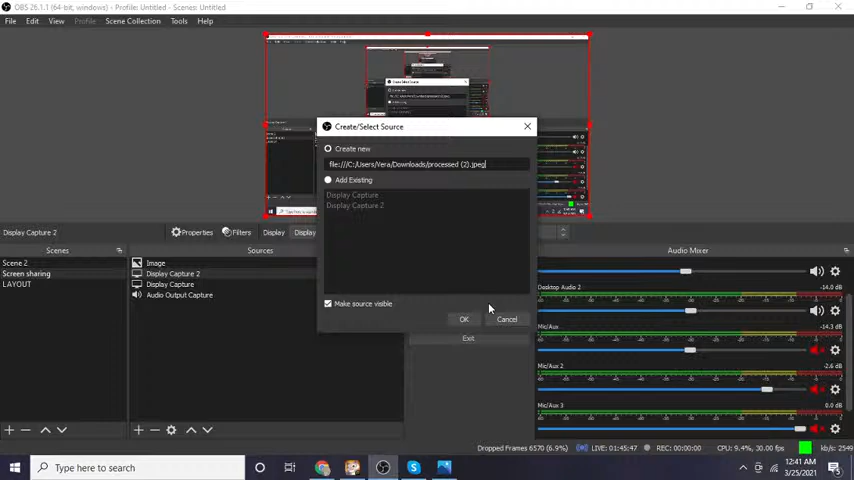 OBS 26.1.1 (64-bit, windows) - Profile: Untitled - Scenes: Untitled
File Edit View Profile Scene Collection Tools Help
Create/Select Source
Create new
file:///C:/Users/Yera/Downloads/processed (2).jpeg
Add Existing
Display Capture
Display Capture 2
Make source visible
OK Cancel
Exit
Display Capture 2
Properties Filters Display Display
Scenes Sources Audio Mixer
Scene 2
Screen sharing
LAYOUT
Image
Display Capture 2
Display Capture
Audio Output Capture
Desktop Audio 2 -14.0 dB
Mic/Aux -14.3 dB
Mic/Aux 2 -2.6 dB
Mic/Aux 3 0.0 dB
Dropped Frames 6570 (6.9%) LIVE: 01:45:47 REC: 00:00:00 CPU: 9.4%, 30.00 fps kb/s: 2549
Type here to search
12:41 AM
3/25/2021